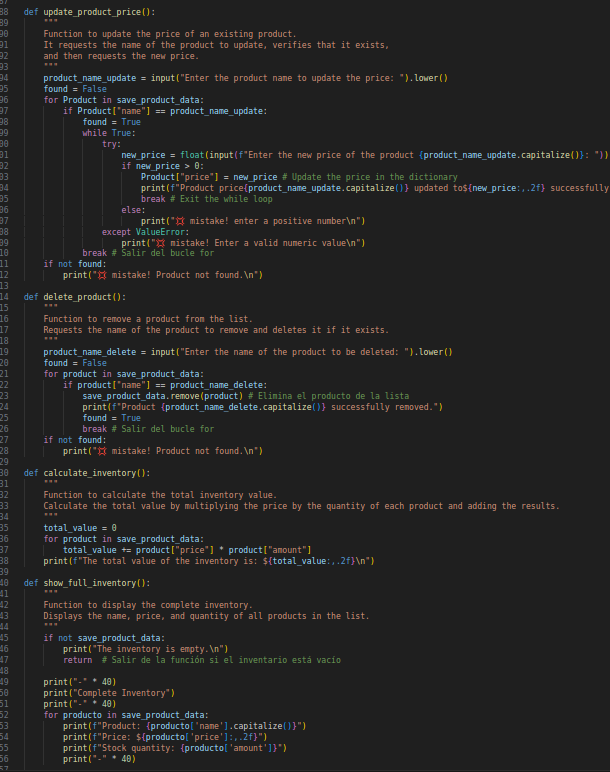 87
88 def update_product_price():
89 """
90 Function to update the price of an existing product.
91 It requests the name of the product to update, verifies that it exists,
92 and then requests the new price.
93 """
94 product_name_update = input("Enter the product name to update the price: ").lower()
95 found = False
96 for Product in save_product_data:
97 if Product["name"] == product_name_update:
98 found = True
99 while True:
00 try:
01 new_price = float(input(f"Enter the new price of the product {product_name_update.capitalize()}: "))
02 if new_price > 0:
03 Product["price"] = new_price # Update the price in the dictionary
04 print(f"Product price{product_name_update.capitalize()} updated to${new_price:,.2f} successfully
05 break # Exit the while loop
06 else:
07 print("💢 mistake! enter a positive number\n")
08 except ValueError:
09 print("💢 mistake! Enter a valid numeric value\n")
10 break # Salir del bucle for
11 if not found:
12 print("💢 mistake! Product not found.\n")
13
14 def delete_product():
15 """
16 Function to remove a product from the list.
17 Requests the name of the product to remove and deletes it if it exists.
18 """
19 product_name_delete = input("Enter the name of the product to be deleted: ").lower()
20 found = False
21 for product in save_product_data:
22 if product["name"] == product_name_delete:
23 save_product_data.remove(product) # Elimina el producto de la lista
24 print(f"Product {product_name_delete.capitalize()} successfully removed.")
25 found = True
26 break # Salir del bucle for
27 if not found:
28 print("💢 mistake! Product not found.\n")
29
30 def calculate_inventory():
31 """
32 Function to calculate the total inventory value.
33 Calculate the total value by multiplying the price by the quantity of each product and adding the results.
34 """
35 total_value = 0
36 for product in save_product_data:
37 total_value += product["price"] * product["amount"]
38 print(f"The total value of the inventory is: ${total_value:,.2f}\n")
39
40 def show_full_inventory():
41 """
42 Function to display the complete inventory.
43 Displays the name, price, and quantity of all products in the list.
44 """
45 if not save_product_data:
46 print("The inventory is empty.\n")
47 return # Salir de la función si el inventario está vacío
48
49 print("-" * 40)
50 print("Complete Inventory")
51 print("-" * 40)
52 for producto in save_product_data:
53 print(f"Product: {producto['name'].capitalize()}")
54 print(f"Price: ${producto['price']:,.2f}")
55 print(f"Stock quantity: {producto['amount']}")
56 print("-" * 40)
57